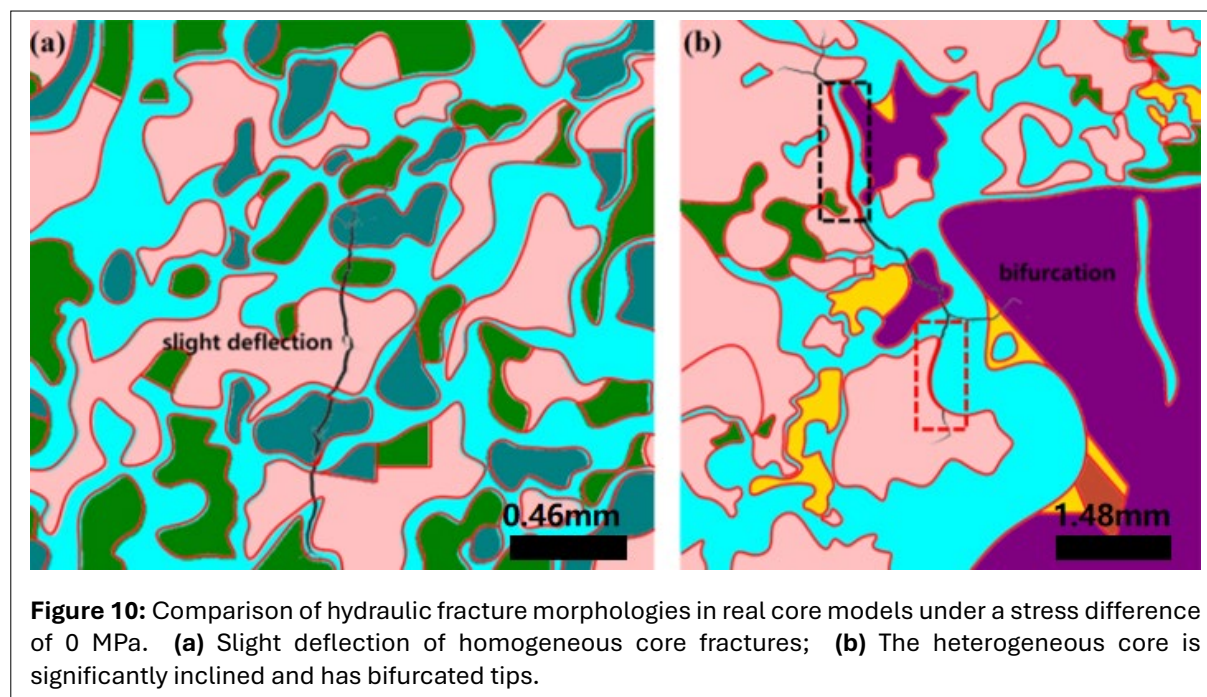 (a)
(b)
bifurcation
slight deflection
0.46mm
1.48mm
Figure 10: Comparison of hydraulic fracture morphologies in real core models under a stress difference
of 0 MPa. (a) Slight deflection of homogeneous core fractures; (b) The heterogeneous core is
significantly inclined and has bifurcated tips.